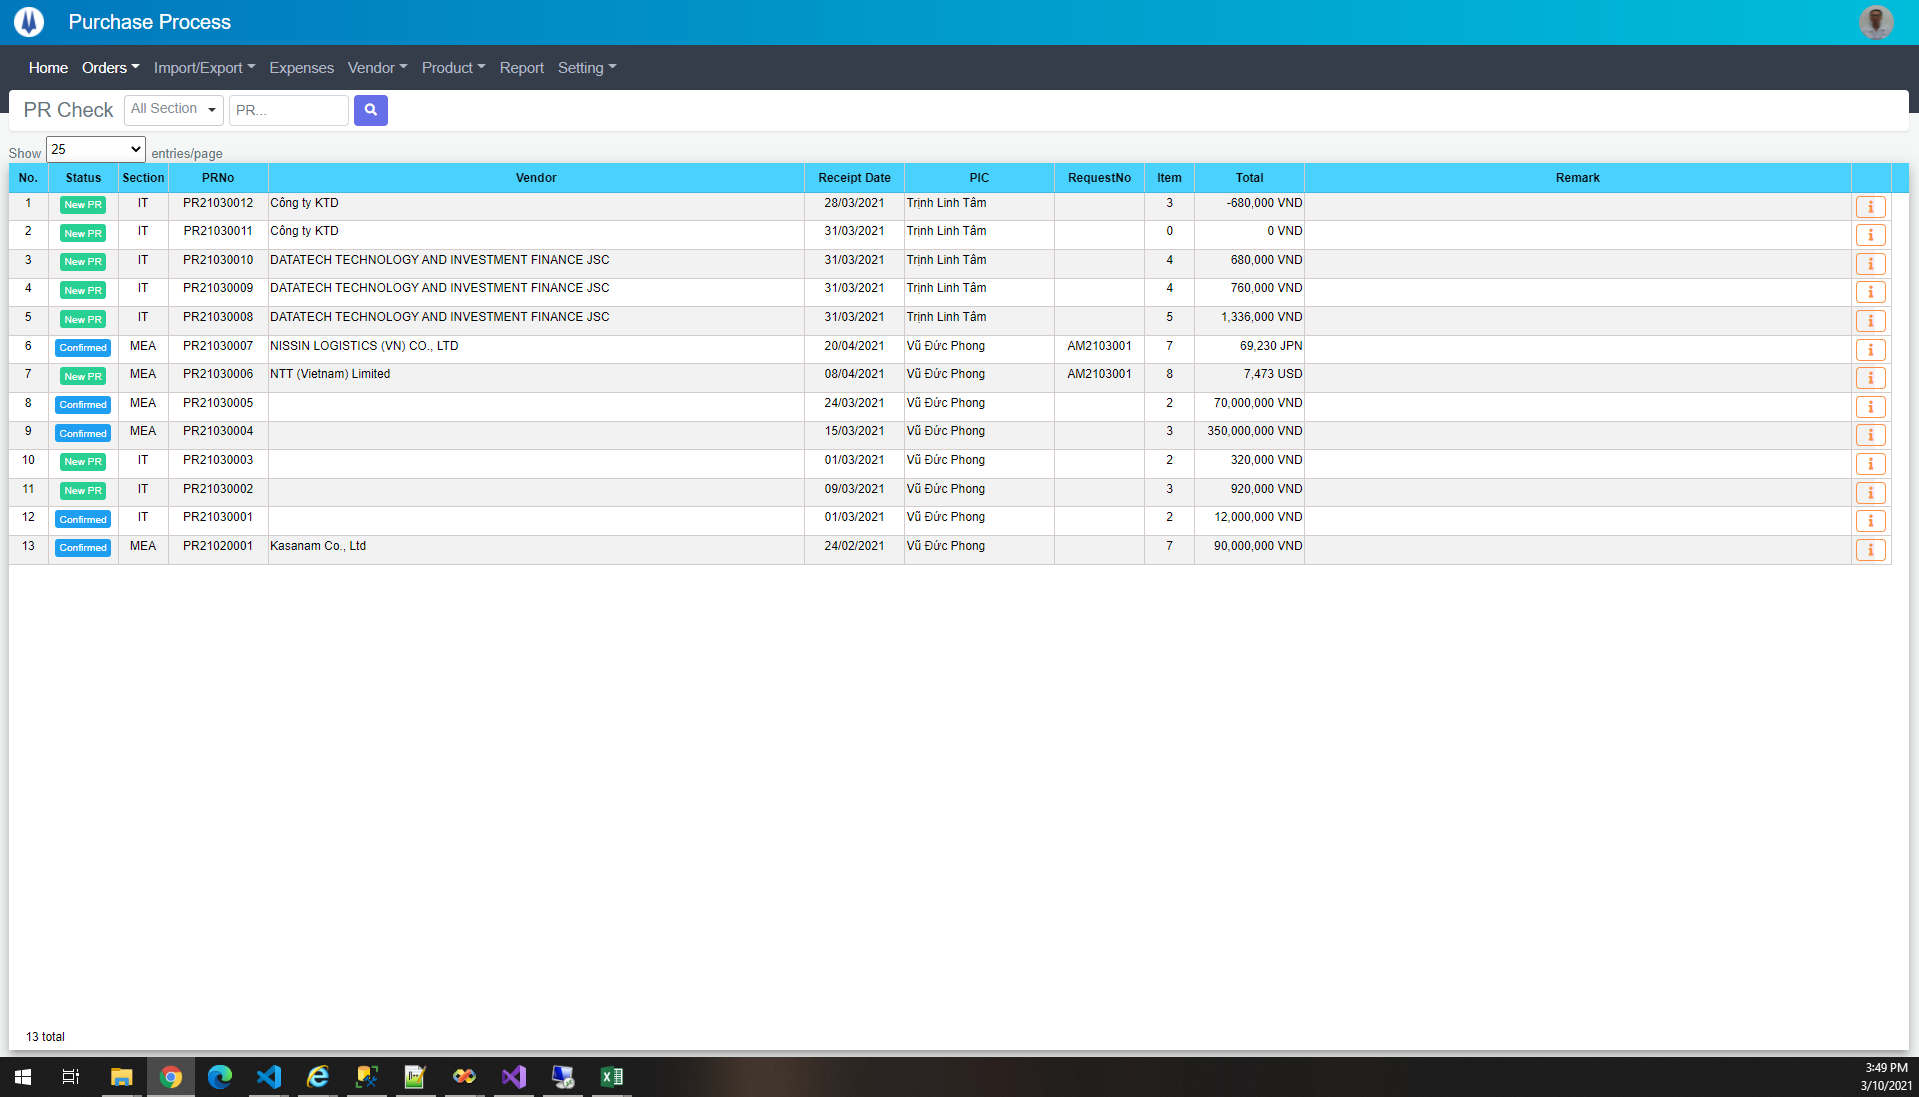 Purchase Process
Home Orders Import/Export Expenses Vendor Product Report Setting
PR Check All Section PR...
Show 25 entries/page
No. Status Section PRNo Vendor Receipt Date PIC RequestNo Item Total Remark
1 New PR IT PR21030012 Công ty KTD 28/03/2021 Trịnh Linh Tâm 3 -680,000 VND
2 New PR IT PR21030011 Công ty KTD 31/03/2021 Trịnh Linh Tâm 0 0 VND
3 New PR IT PR21030010 DATATECH TECHNOLOGY AND INVESTMENT FINANCE JSC 31/03/2021 Trịnh Linh Tâm 4 680,000 VND
4 New PR IT PR21030009 DATATECH TECHNOLOGY AND INVESTMENT FINANCE JSC 31/03/2021 Trịnh Linh Tâm 4 760,000 VND
5 New PR IT PR21030008 DATATECH TECHNOLOGY AND INVESTMENT FINANCE JSC 31/03/2021 Trịnh Linh Tâm 5 1,336,000 VND
6 Confirmed MEA PR21030007 NISSIN LOGISTICS (VN) CO., LTD 20/04/2021 Vũ Đức Phong AM2103001 7 69,230 JPN
7 New PR MEA PR21030006 NTT (Vietnam) Limited 08/04/2021 Vũ Đức Phong AM2103001 8 7,473 USD
8 Confirmed MEA PR21030005 24/03/2021 Vũ Đức Phong 2 70,000,000 VND
9 Confirmed MEA PR21030004 15/03/2021 Vũ Đức Phong 3 350,000,000 VND
10 New PR IT PR21030003 01/03/2021 Vũ Đức Phong 2 320,000 VND
11 New PR IT PR21030002 09/03/2021 Vũ Đức Phong 3 920,000 VND
12 Confirmed IT PR21030001 01/03/2021 Vũ Đức Phong 2 12,000,000 VND
13 Confirmed MEA PR21020001 Kasanam Co., Ltd 24/02/2021 Vũ Đức Phong 7 90,000,000 VND
13 total
3:49 PM
3/10/2021